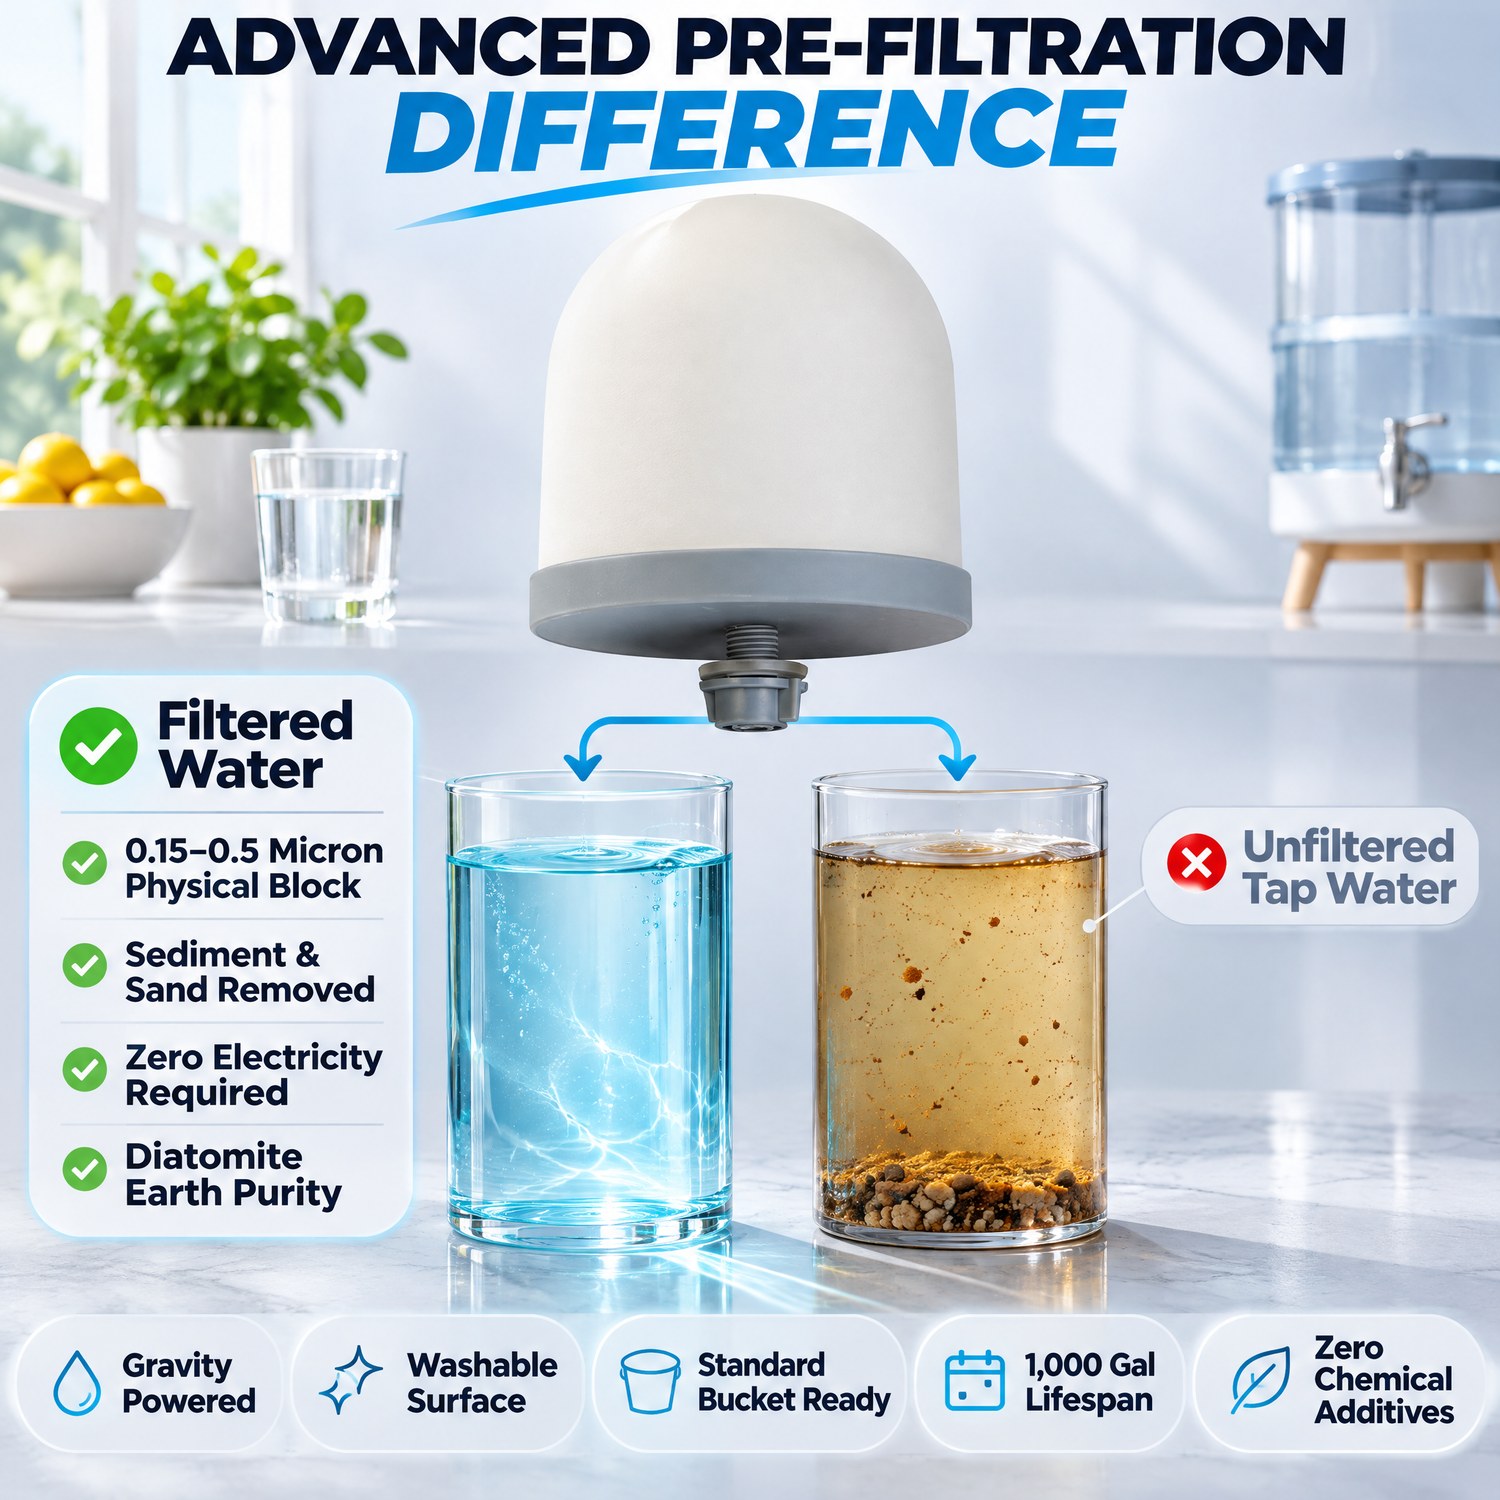 ADVANCED PRE-FILTRATION
DIFFERENCE
Filtered
Water
0.15–0.5 Micron
Physical Block
Sediment &
Sand Removed
Zero Electricity
Required
Diatomite
Earth Purity
Unfiltered
Tap Water
Gravity
Powered
Washable
Surface
Standard
Bucket Ready
1,000 Gal
Lifespan
Zero
Chemical
Additives